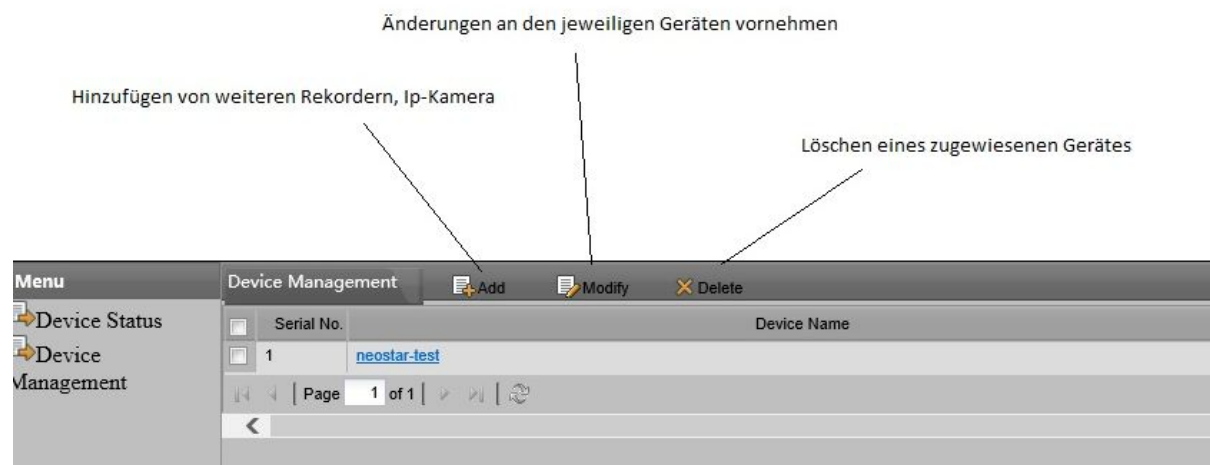 Änderungen an den jeweiligen Geräten vornehmen
Hinzufügen von weiteren Rekordern, Ip-Kamera
Löschen eines zugewiesenen Gerätes
Menu
Device Management
Add
Modify
Delete
Device Status
Device
Management
Serial No.
Device Name
1
neostar-test
Page 1 of 1